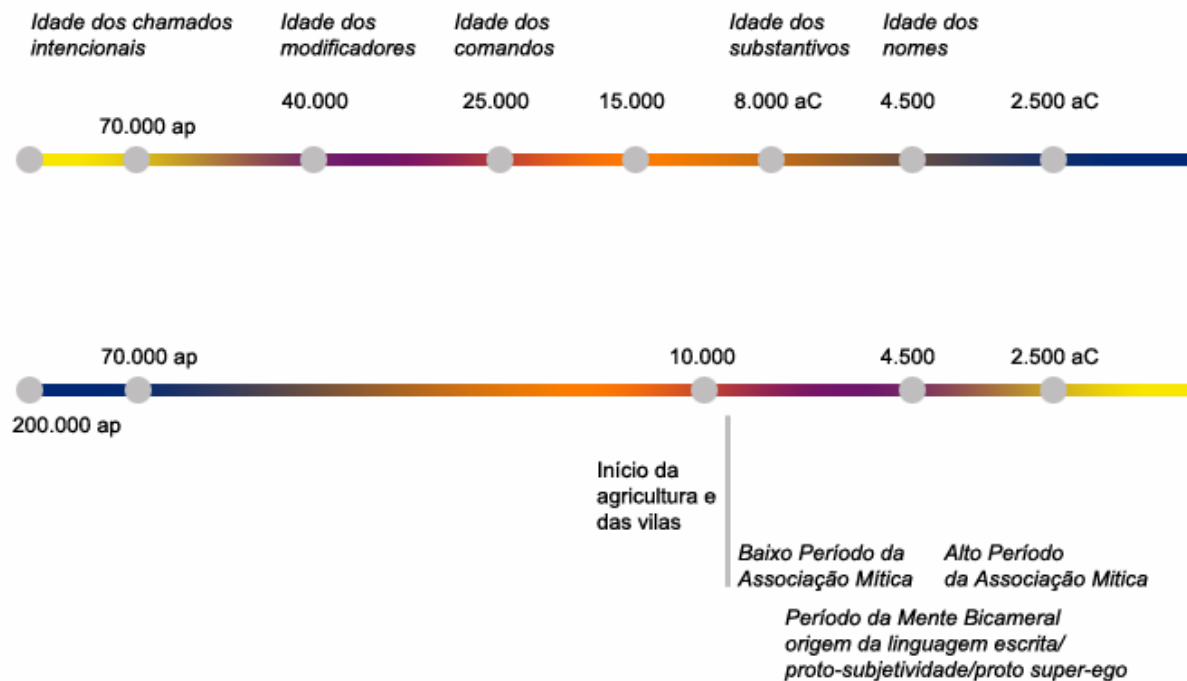 Idade dos chamados
intencionais
Idade dos
modificadores
Idade dos
comandos
Idade dos
substantivos
Idade dos
nomes
70.000 ap
40.000
25.000
15.000
8.000 aC
4.500
2.500 aC
200.000 ap
70.000 ap
10.000
4.500
2.500 aC
Início da
agricultura e
das vilas
Baixo Período da
Associação Mítica
Alto Período
da Associação Mitica
Período da Mente Bicameral
origem da linguagem escrita/
proto-subjetividade/proto super-ego